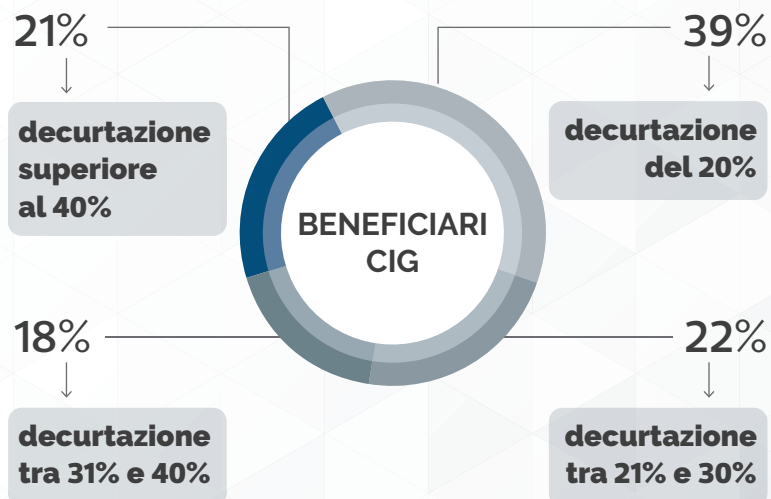 21%
decurtazione
superiore
al 40%
39%
decurtazione
del 20%
BENEFICIARI
CIG
18%
decurtazione
tra 31% e 40%
22%
decurtazione
tra 21% e 30%